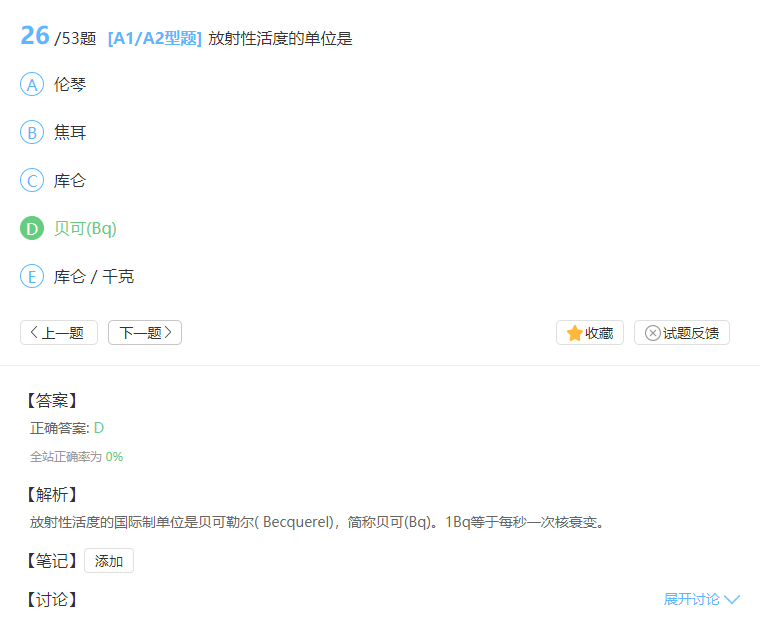 26 /53题 [A1/A2型题] 放射性活度的单位是
A 伦琴
B 焦耳
C 库仑
D 贝可(Bq)
E 库仑 / 千克
上一题 下一题 收藏 试题反馈
【答案】
正确答案: D
全站正确率为 0%
【解析】
放射性活度的国际制单位是贝可勒尔( Becquerel)，简称贝可(Bq)。1Bq等于每秒一次核衰变。
【笔记】 添加
【讨论】 展开讨论